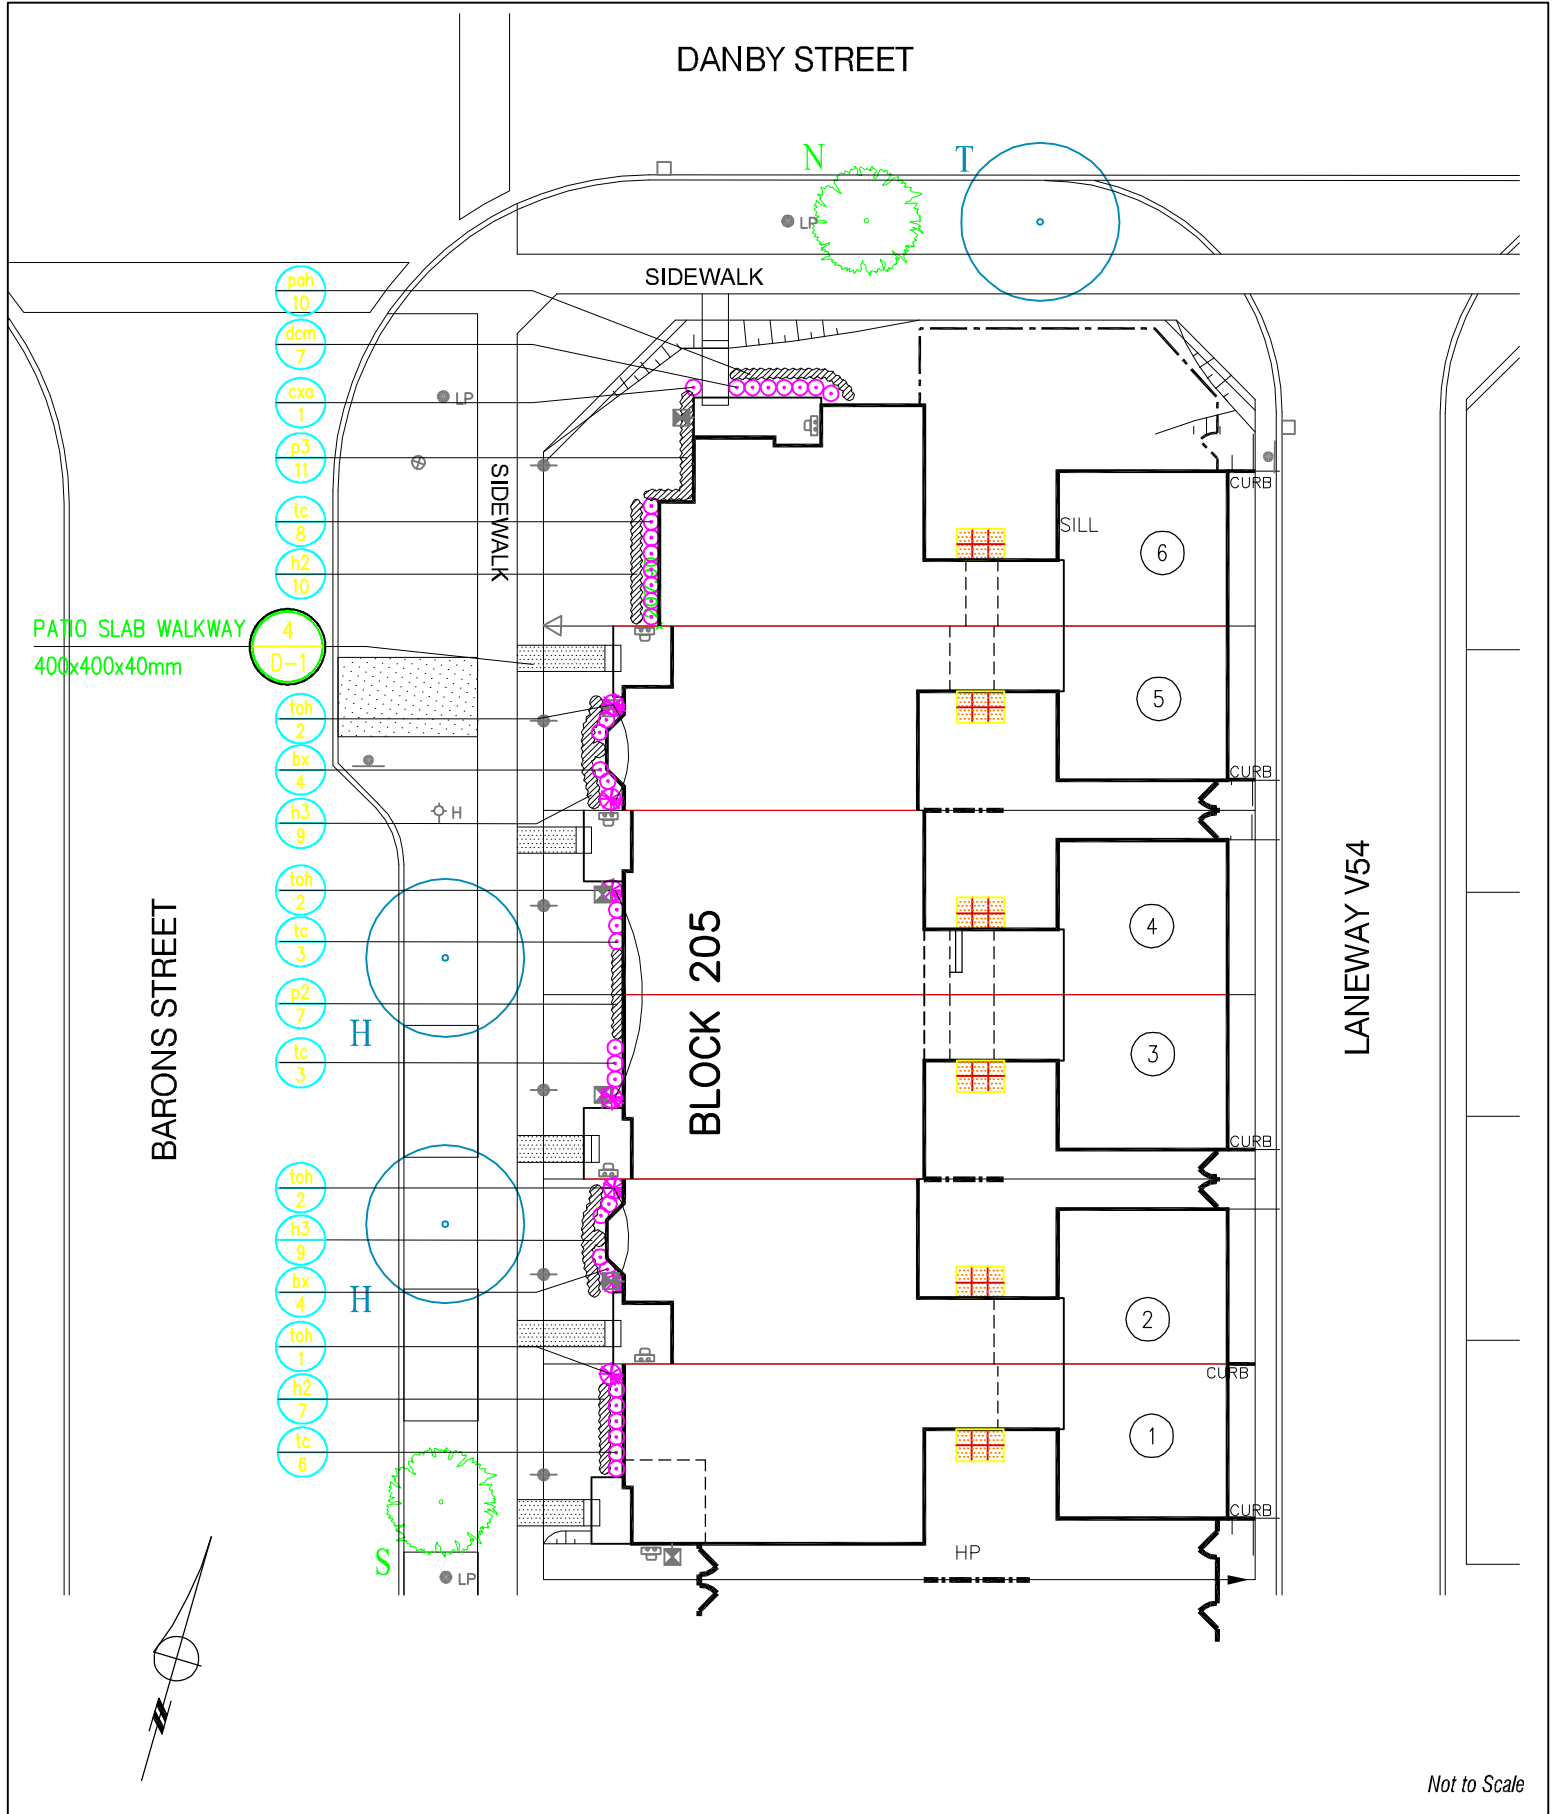 DANBY STREET
N
T
LP
SIDEWALK
pah
10
dcm
7
cxa
1
LP
p3
11
SIDEWALK
CURB
tc
8
SILL
6
h2
10
PATIO SLAB WALKWAY
400x400x40mm
4
D-1
5
toh
2
bx
4
CURB
h3
9
H
toh
2
4
tc
3
BLOCK 205
LANEWAY V54
BARONS STREET
p2
7
H
3
tc
3
CURB
toh
2
h3
9
bx
4
H
2
toh
1
CURB
h2
7
1
tc
6
CURB
S
HP
LP
Not to Scale